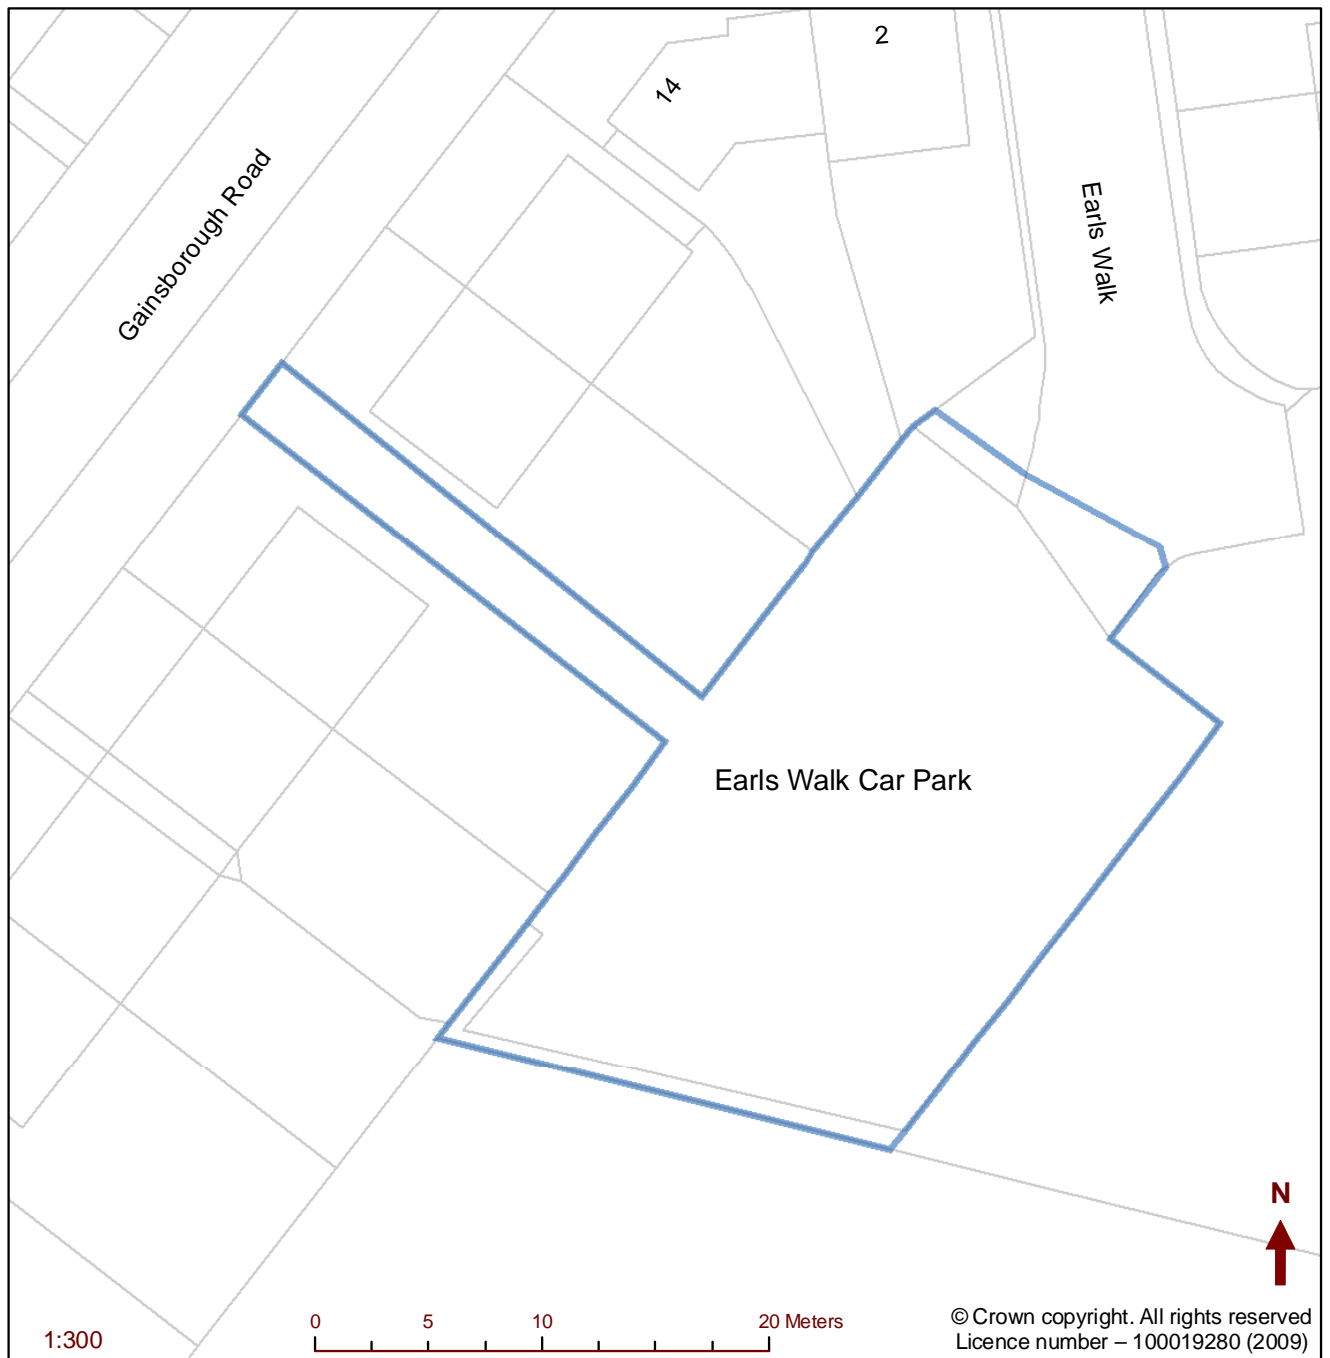 2
14
Gainsborough Road
Earls Walk
Earls Walk Car Park
N
0 5 10 20 Meters
1:300
© Crown copyright. All rights reserved
Licence number – 100019280 (2009)